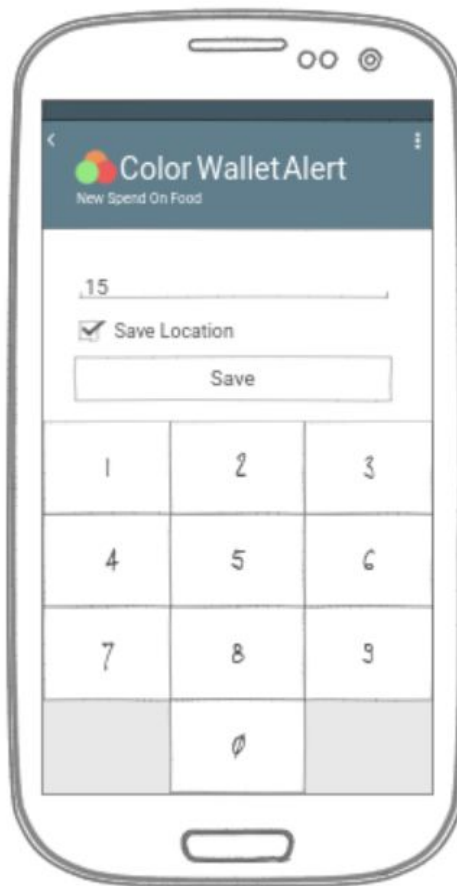 Color Wallet Alert
New Spend On Food
15
Save Location
Save
1 2 3
4 5 6
7 8 9
0